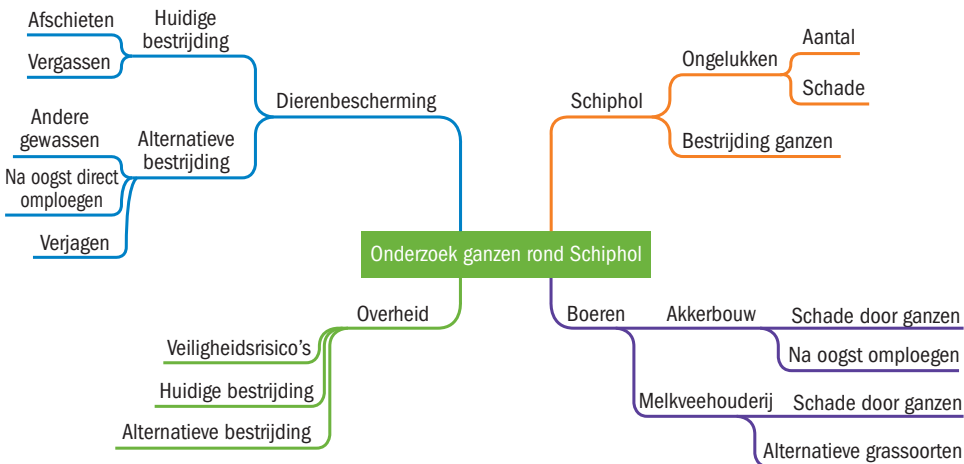 Afschieten
Vergassen
Huidige
bestrijding
Andere
gewassen
Na oogst direct
omploegen
Verjagen
Alternatieve
bestrijding
Dierenbescherming
Schiphol
Ongelukken
Aantal
Schade
Bestrijding ganzen
Onderzoek ganzen rond Schiphol
Overheid
Veiligheidsrisico's
Huidige bestrijding
Alternatieve bestrijding
Boeren
Akkerbouw
Schade door ganzen
Na oogst omploegen
Melkveehouderij
Schade door ganzen
Alternatieve grassoorten